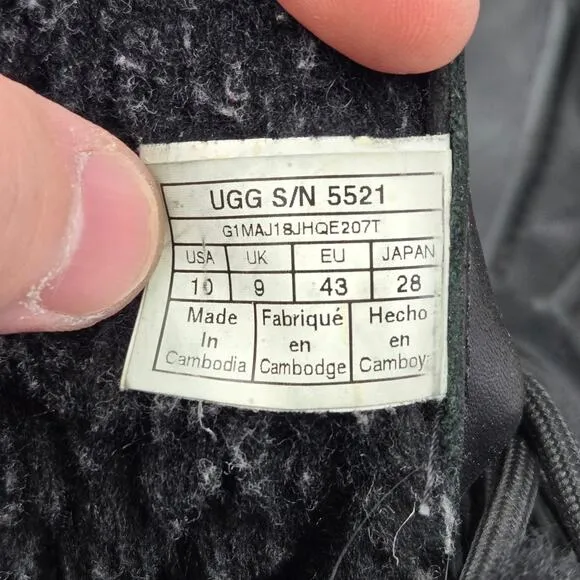 UGG S/N 5521
G1MAJ18JHQE207T
USA UK EU JAPAN
10 9 43 28
Made Fabriqué Hecho
In en en
Cambodia Cambodge Camboy